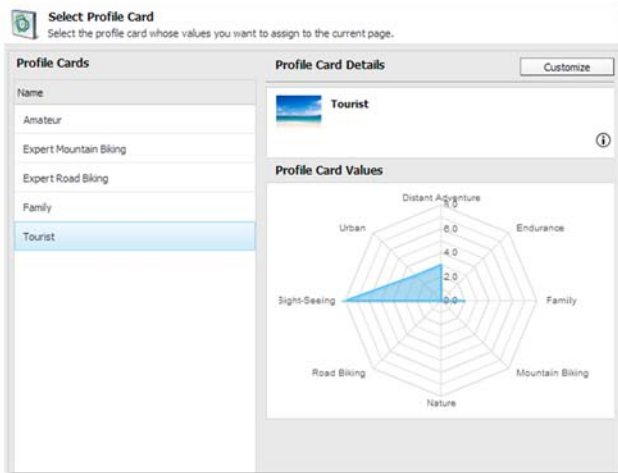 Select Profile Card
Select the profile card whose values you want to assign to the current page.
Profile Cards
Name
Amateur
Expert Mountain Biking
Expert Road Biking
Family
Tourist
Profile Card Details
Customize
Tourist
Profile Card Values
Distant Adventure
8.0
Urban
6.0
Endurance
4.0
2.0
Sight-Seeing
0.0
Family
Road Biking
Mountain Biking
Nature